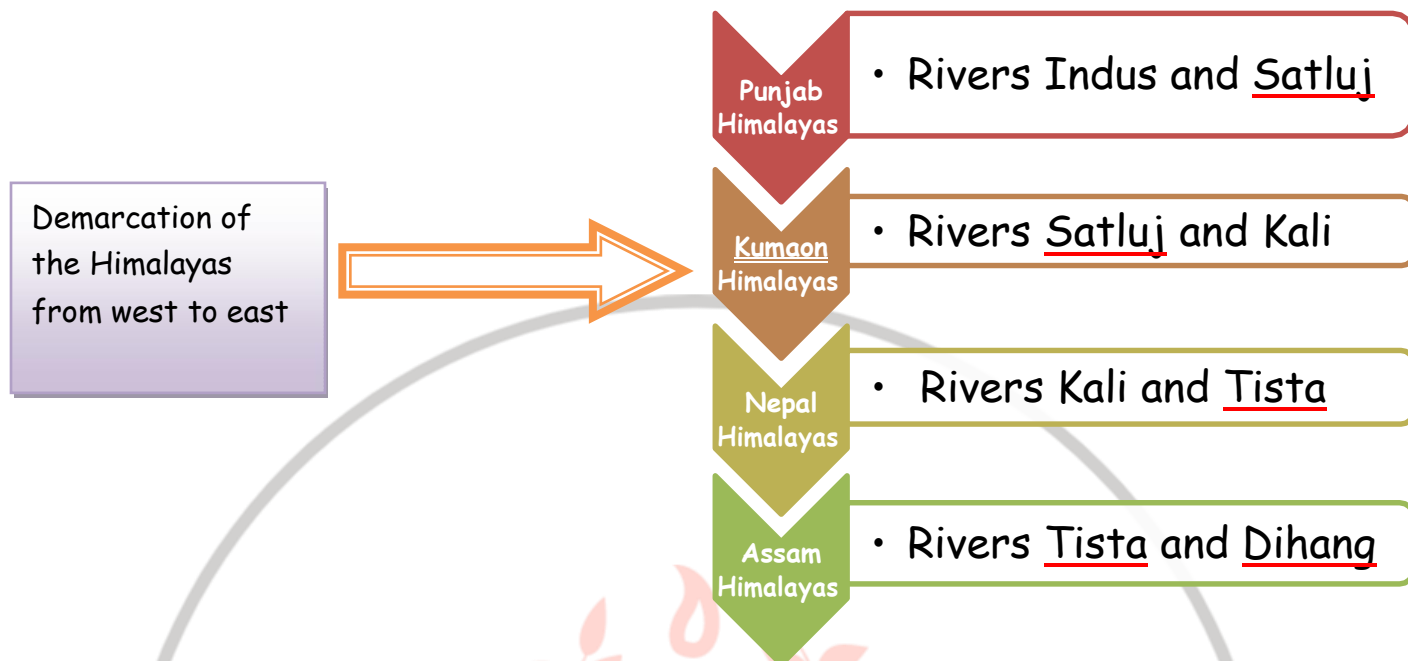 Demarcation of
the Himalayas
from west to east
Punjab
Himalayas
• Rivers Indus and Satluj
Kumaon
Himalayas
• Rivers Satluj and Kali
Nepal
Himalayas
• Rivers Kali and Tista
Assam
Himalayas
• Rivers Tista and Dihang